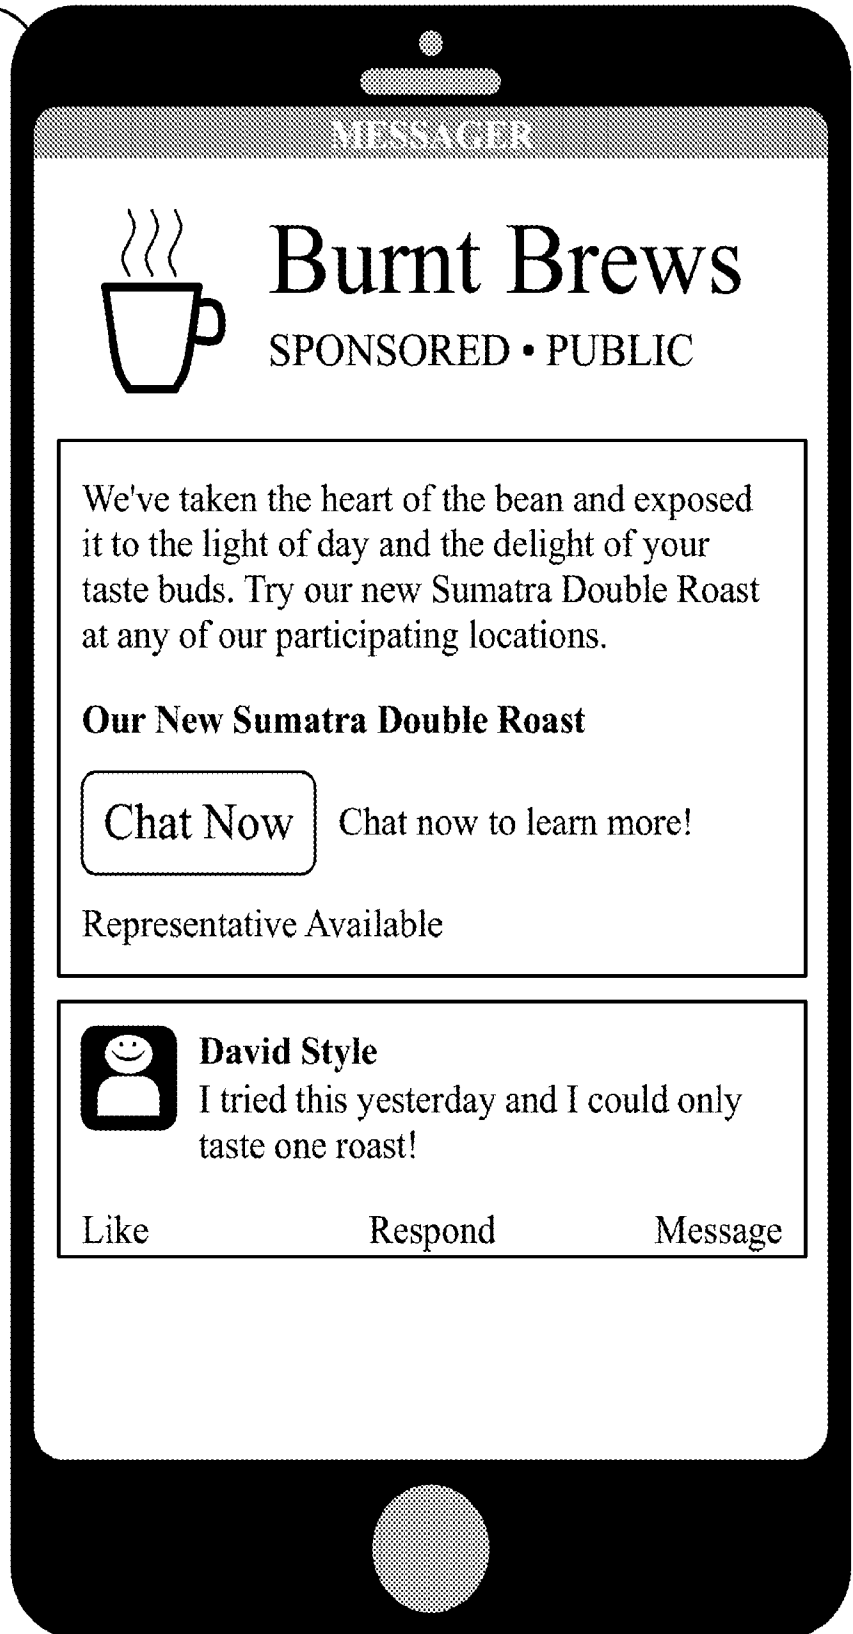 MESSAGER
Burnt Brews
SPONSORED • PUBLIC
We've taken the heart of the bean and exposed
it to the light of day and the delight of your
taste buds. Try our new Sumatra Double Roast
at any of our participating locations.
Our New Sumatra Double Roast
Chat Now Chat now to learn more!
Representative Available
David Style
I tried this yesterday and I could only
taste one roast!
Like Respond Message